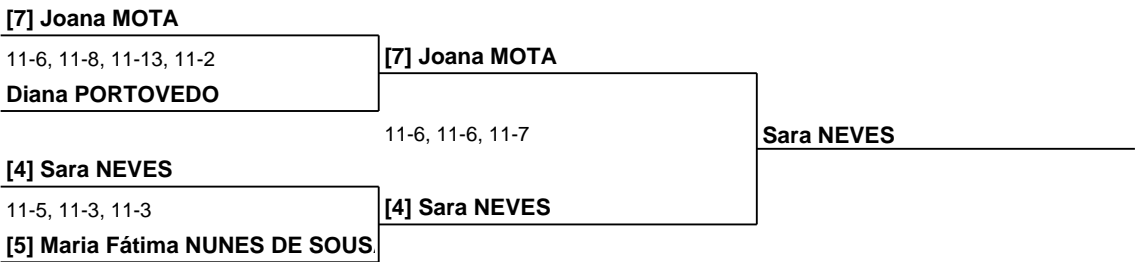 [7] Joana MOTA
11-6, 11-8, 11-13, 11-2
[7] Joana MOTA
Diana PORTOVEDO
11-6, 11-6, 11-7
Sara NEVES
[4] Sara NEVES
11-5, 11-3, 11-3
[4] Sara NEVES
[5] Maria Fátima NUNES DE SOUS